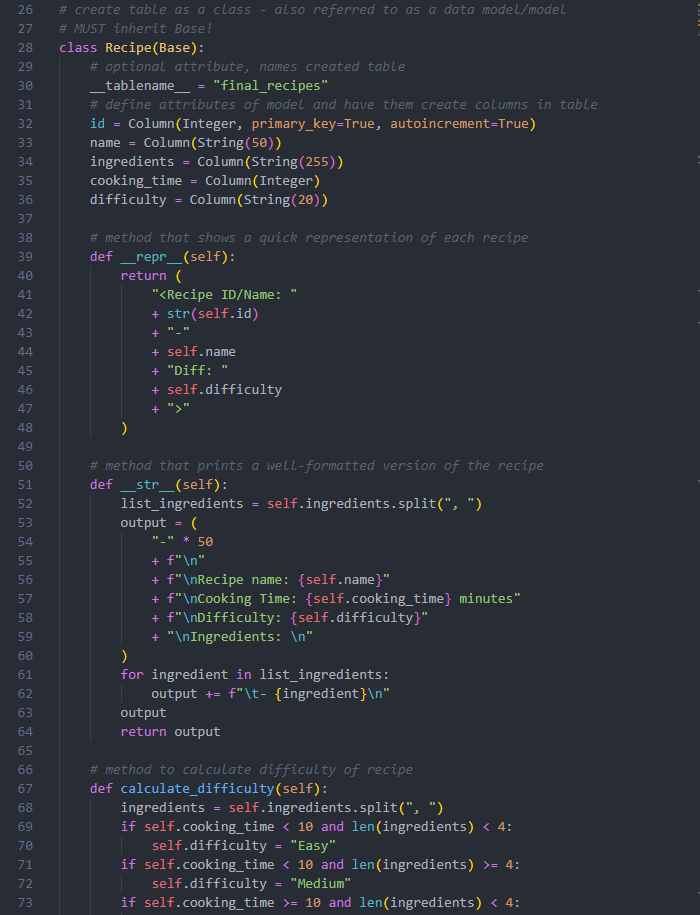 26 # create table as a class - also referred to as a data model/model
27 # MUST inherit Base!
28 class Recipe(Base):
29     # optional attribute, names created table
30     __tablename__ = "final_recipes"
31     # define attributes of model and have them create columns in table
32     id = Column(Integer, primary_key=True, autoincrement=True)
33     name = Column(String(50))
34     ingredients = Column(String(255))
35     cooking_time = Column(Integer)
36     difficulty = Column(String(20))
37
38     # method that shows a quick representation of each recipe
39     def __repr__(self):
40         return (
41             "<Recipe ID/Name: "
42             + str(self.id)
43             + "-"
44             + self.name
45             + "Diff: "
46             + self.difficulty
47             + ">"
48         )
49
50     # method that prints a well-formatted version of the recipe
51     def __str__(self):
52         list_ingredients = self.ingredients.split(", ")
53         output = (
54             "-" * 50
55             + f"\n"
56             + f"\nRecipe name: {self.name}"
57             + f"\nCooking Time: {self.cooking_time} minutes"
58             + f"\nDifficulty: {self.difficulty}"
59             + "\nIngredients: \n"
60         )
61         for ingredient in list_ingredients:
62             output += f"\t- {ingredient}\n"
63         output
64         return output
65
66     # method to calculate difficulty of recipe
67     def calculate_difficulty(self):
68         ingredients = self.ingredients.split(", ")
69         if self.cooking_time < 10 and len(ingredients) < 4:
70             self.difficulty = "Easy"
71         if self.cooking_time < 10 and len(ingredients) >= 4:
72             self.difficulty = "Medium"
73         if self.cooking_time >= 10 and len(ingredients) < 4: